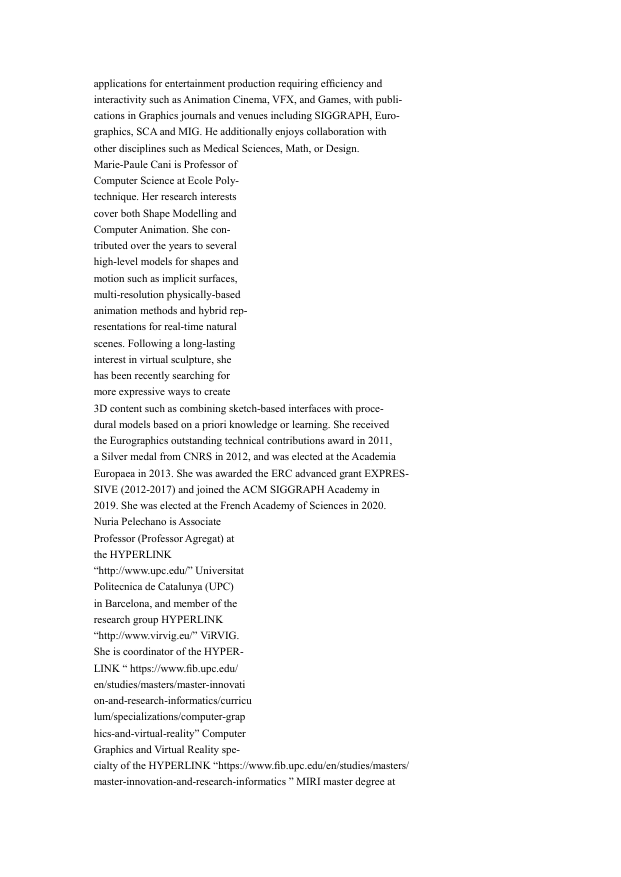 applications for entertainment production requiring efficiency and
interactivity such as Animation Cinema, VFX, and Games, with publi-
cations in Graphics journals and venues including SIGGRAPH, Euro-
graphics, SCA and MIG. He additionally enjoys collaboration with
other disciplines such as Medical Sciences, Math, or Design.
Marie-Paule Cani is Professor of
Computer Science at Ecole Poly-
technique. Her research interests
cover both Shape Modelling and
Computer Animation. She con-
tributed over the years to several
high-level models for shapes and
motion such as implicit surfaces,
multi-resolution physically-based
animation methods and hybrid rep-
resentations for real-time natural
scenes. Following a long-lasting
interest in virtual sculpture, she
has been recently searching for
more expressive ways to create
3D content such as combining sketch-based interfaces with proce-
dural models based on a priori knowledge or learning. She received
the Eurographics outstanding technical contributions award in 2011,
a Silver medal from CNRS in 2012, and was elected at the Academia
Europaea in 2013. She was awarded the ERC advanced grant EXPRES-
SIVE (2012-2017) and joined the ACM SIGGRAPH Academy in
2019. She was elected at the French Academy of Sciences in 2020.
Nuria Pelechano is Associate
Professor (Professor Agregat) at
the HYPERLINK
“http://www.upc.edu/” Universitat
Politecnica de Catalunya (UPC)
in Barcelona, and member of the
research group HYPERLINK
“http://www.virvig.eu/” ViRVIG.
She is coordinator of the HYPER-
LINK “ https://www.fib.upc.edu/
en/studies/masters/master-innovati
on-and-research-informatics/curricu
lum/specializations/computer-grap
hics-and-virtual-reality” Computer
Graphics and Virtual Reality spe-
cialty of the HYPERLINK “https://www.fib.upc.edu/en/studies/masters/
master-innovation-and-research-informatics ” MIRI master degree at